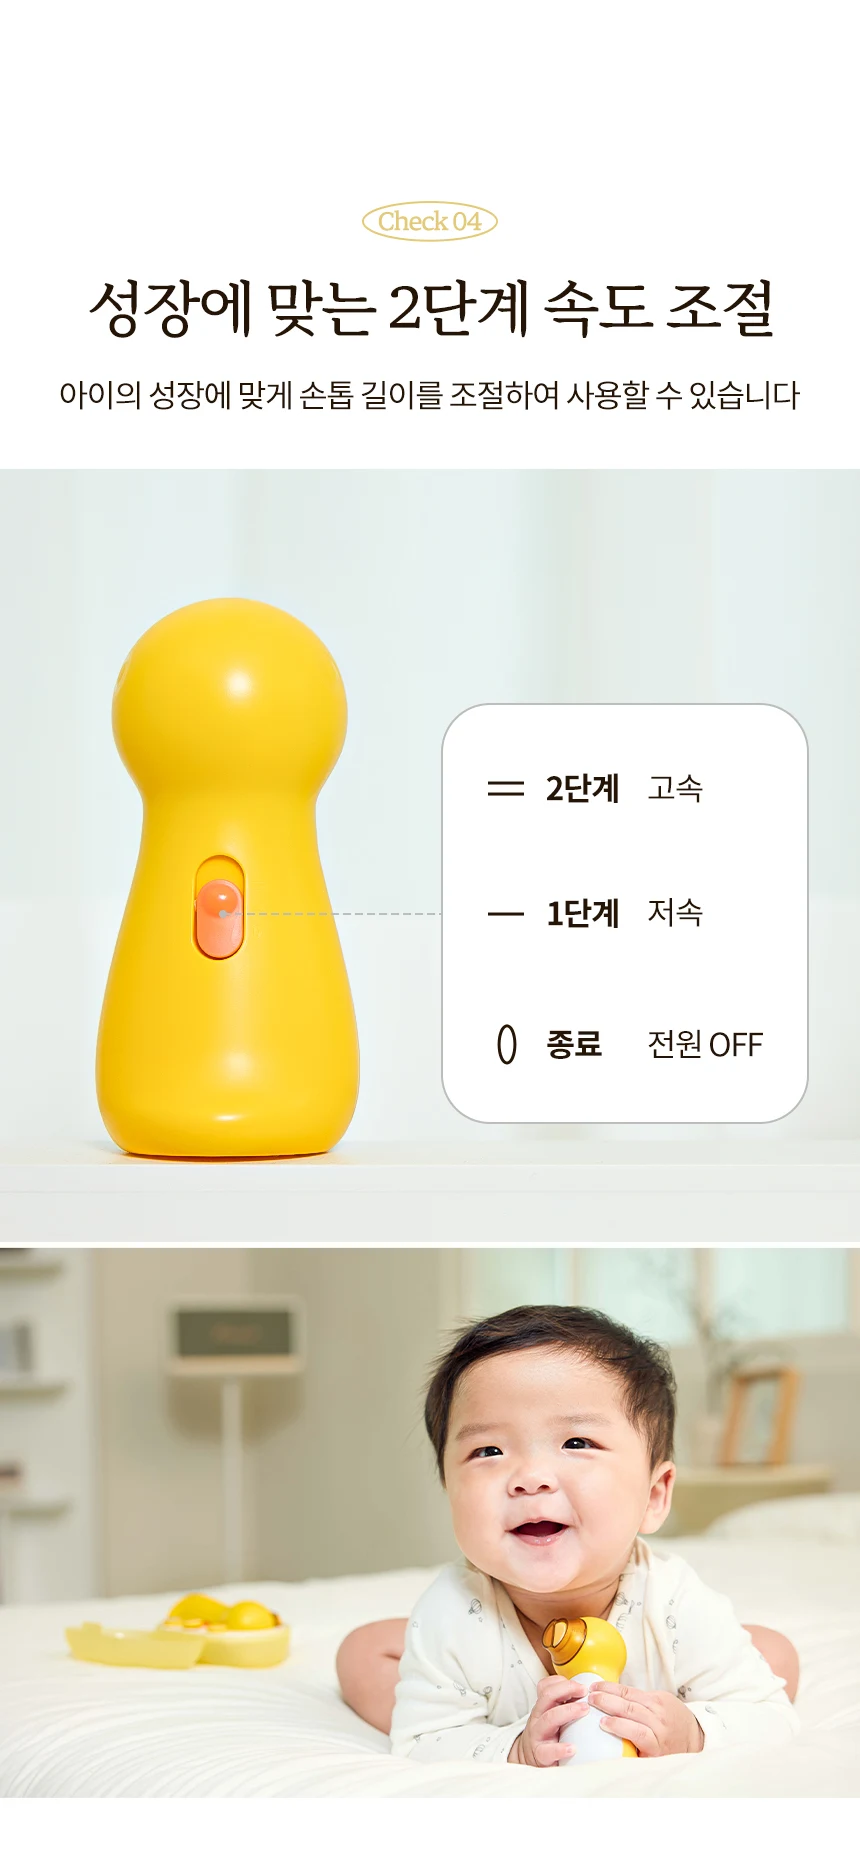 Check 04
성장에 맞는 2단계 속도 조절
아이의 성장에 맞게 손톱 길이를 조절하여 사용할 수 있습니다
2단계 고속
1단계 저속
종료 전원 OFF